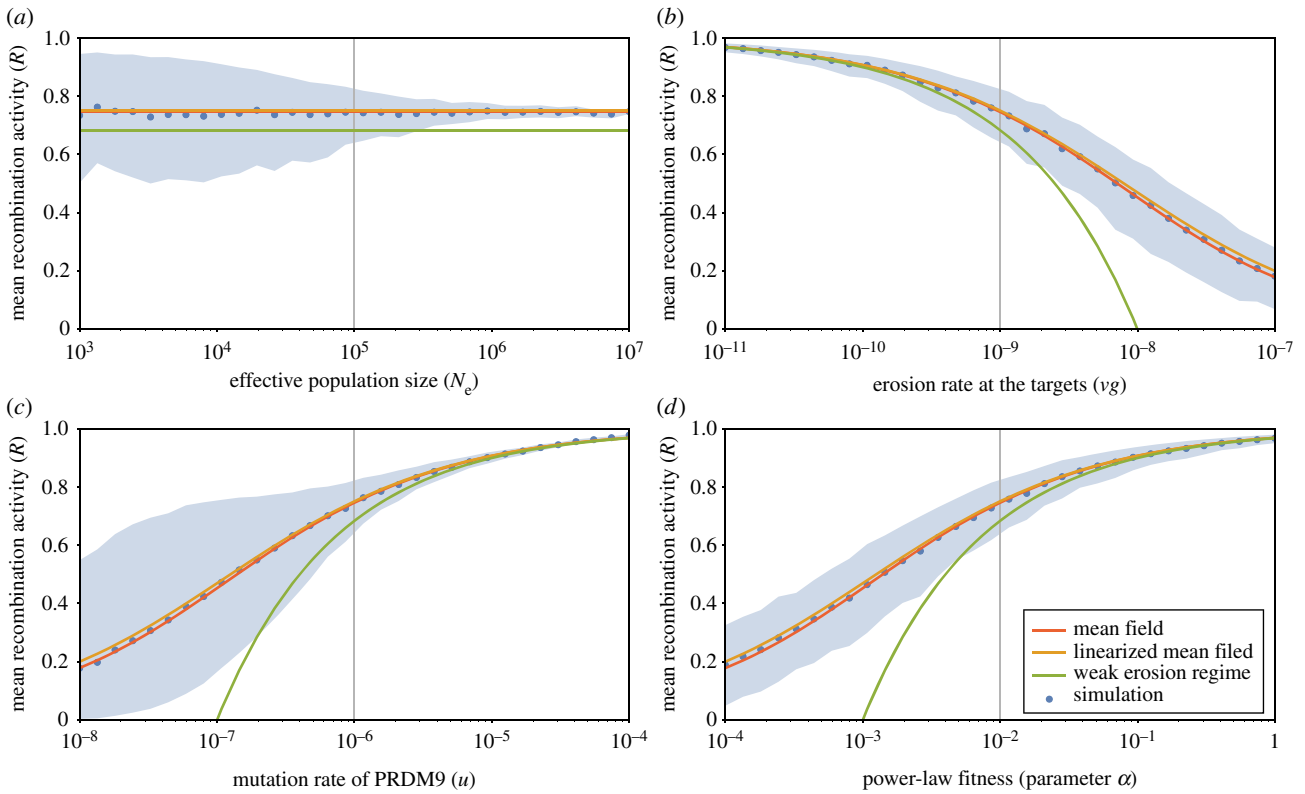 (a)
mean recombination activity (R)
1.0
0.8
0.6
0.4
0.2
0
10³ 10⁴ 10⁵ 10⁶ 10⁷
effective population size (Nₑ)
(b)
mean recombination activity (R)
1.0
0.8
0.6
0.4
0.2
0
10⁻¹¹ 10⁻¹⁰ 10⁻⁹ 10⁻⁸ 10⁻⁷
erosion rate at the targets (vg)
(c)
mean recombination activity (R)
1.0
0.8
0.6
0.4
0.2
0
10⁻⁸ 10⁻⁷ 10⁻⁶ 10⁻⁵ 10⁻⁴
mutation rate of PRDM9 (u)
(d)
mean recombination activity (R)
1.0
0.8
0.6
0.4
0.2
0
10⁻⁴ 10⁻³ 10⁻² 10⁻¹ 1
power-law fitness (parameter α)
mean field
linearized mean filed
weak erosion regime
simulation